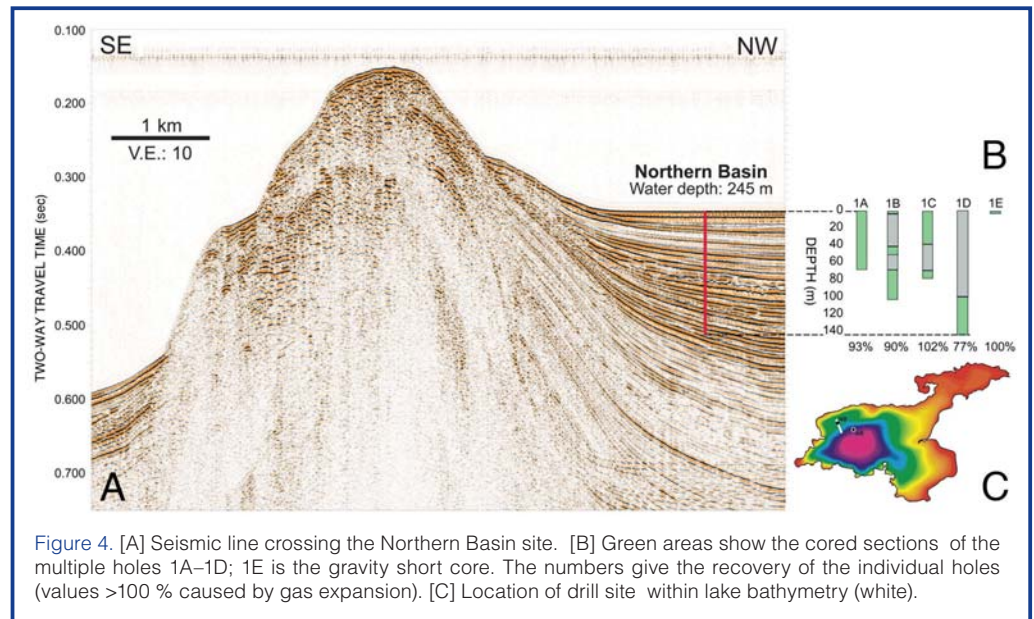 0.100
SE
NW
0.200
1 km
V.E.: 10
0.300
Northern Basin
Water depth: 245 m
0.400
0.500
0.600
0.700
TWO-WAY TRAVEL TIME (sec)
A
B
1A 1B 1C 1D 1E
0
20
40
60
80
100
120
140
DEPTH (m)
93% 90% 102% 77% 100%
C
Figure 4. [A] Seismic line crossing the Northern Basin site. [B] Green areas show the cored sections of the
multiple holes 1A–1D; 1E is the gravity short core. The numbers give the recovery of the individual holes
(values >100 % caused by gas expansion). [C] Location of drill site within lake bathymetry (white).